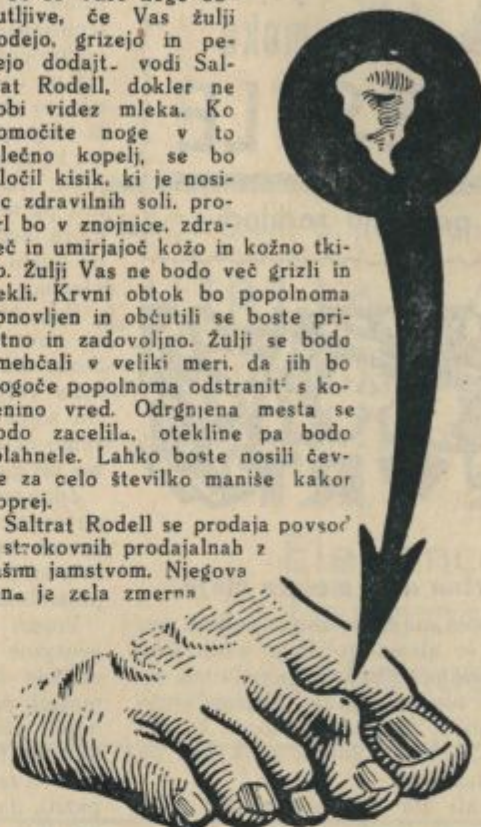 utljive, če Vas žulji
odejo, grizejo in pe-
ejo dodajt. vodi Sal-
rat Rodell, dokler ne
obi videz mleka. Ko
omočite noge v to
lečno kopelj, se bo
ločil kisik, ki je nosi-
c zdravilnih soli, pro-
rl bo v znojnice, zdra-
eč in umirjajoč kožo in kožno tki-
o. Žulji Vas ne bodo več grizli in
ekli. Krvni obtok bo popolnoma
bnovljen in občutili se boste pri-
etno in zadovoljno. Žulji se bodo
mehčali v veliki meri, da jih bo
ogoče popolnoma odstranit s ko-
enino vred. Odrgnjena mesta se
odo zacelila, otekline pa bodo
plahnele. Lahko boste nosili čev-
e za celo številko manjše kakor
oprej.
Saltrat Rodell se prodaja povsod
strokovnih prodajalnah z
ašim jamstvom. Njegova
na je zelo zmerna